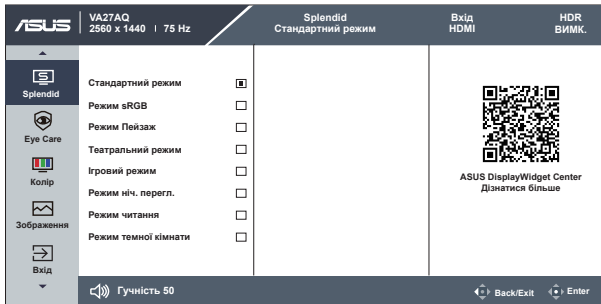 ASUS
VA27AQ
2560 x 1440 | 75 Hz
Splendid
Стандартний режим
Вхід
HDMI
HDR
ВИМК.
Splendid
Eye Care
Колір
Зображення
Вхід
Стандартний режим
Режим sRGB
Режим Пейзаж
Театральний режим
Ігровий режим
Режим ніч. перегл.
Режим читання
Режим темної кімнати
ASUS DisplayWidget Center
Дізнатися більше
Гучність 50
Back/Exit
Enter